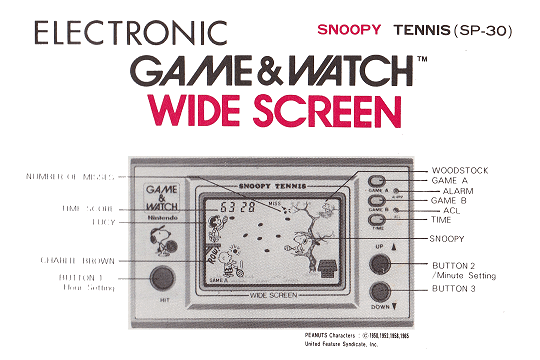 ELECTRONIC
SNOOPY TENNIS (SP-30)
GAME & WATCH™
WIDE SCREEN
NUMBER OF MISSES
TIME SCORE
LUCY
CHARLIE BROWN
BUTTON 1
Hour Setting
GAME & WATCH
Nintendo
HIT
SNOOPY TENNIS
6328
MISS
GAME A
WIDE SCREEN
GAME A
GAME B
TIME
UP ▲
DOWN ▼
WOODSTOCK
GAME A
ALARM
GAME B
ACL
TIME
SNOOPY
BUTTON 2
/Minute Setting
BUTTON 3
PEANUTS Characters : © 1950,1952,1958,1965
United Feature Syndicate, Inc.